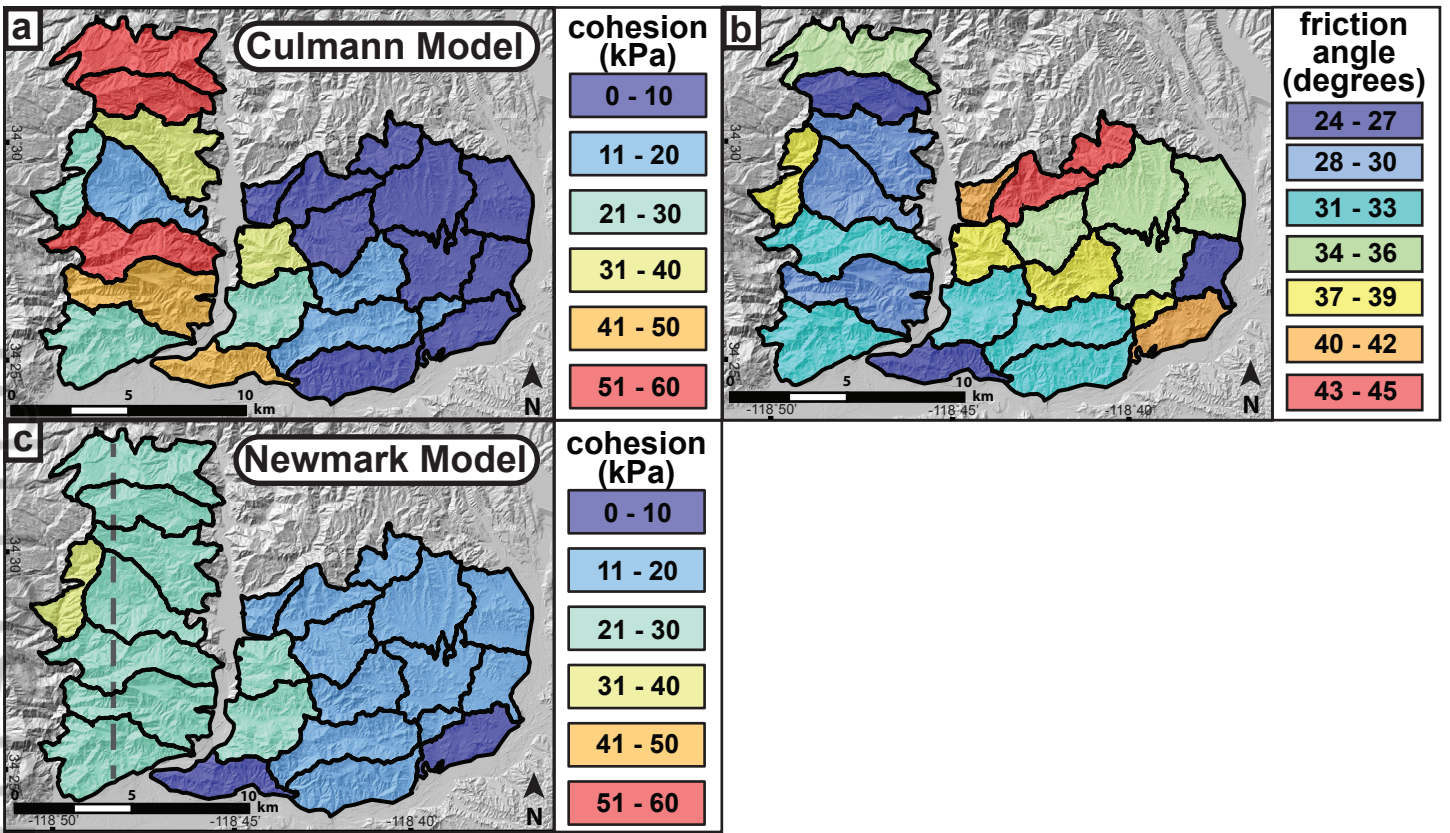 a
Culmann Model
34˚30'
34˚25'
0 5 10
km
N
cohesion
(kPa)
0 - 10
11 - 20
21 - 30
31 - 40
41 - 50
51 - 60
b
0 5 10
km
N
-118˚50' -118˚45' -118˚40'
friction
angle
(degrees)
24 - 27
28 - 30
31 - 33
34 - 36
37 - 39
40 - 42
43 - 45
34˚30'
34˚25'
c
Newmark Model
34˚30'
34˚25'
0 5 10
km
N
-118˚50' -118˚45' -118˚40'
cohesion
(kPa)
0 - 10
11 - 20
21 - 30
31 - 40
41 - 50
51 - 60